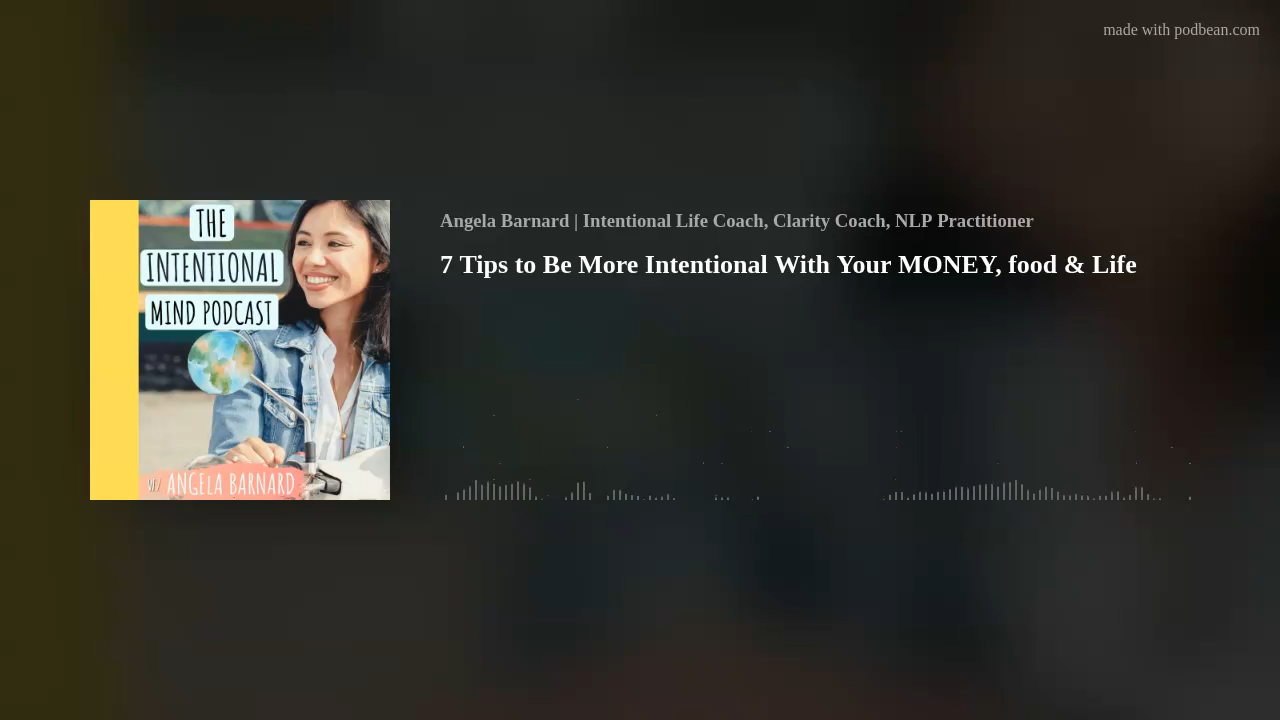 made with podbean.com
THE
INTENTIONAL
MIND PODCAST
W/ ANGELA BARNARD
Angela Barnard | Intentional Life Coach, Clarity Coach, NLP Practitioner
7 Tips to Be More Intentional With Your MONEY, food & Life